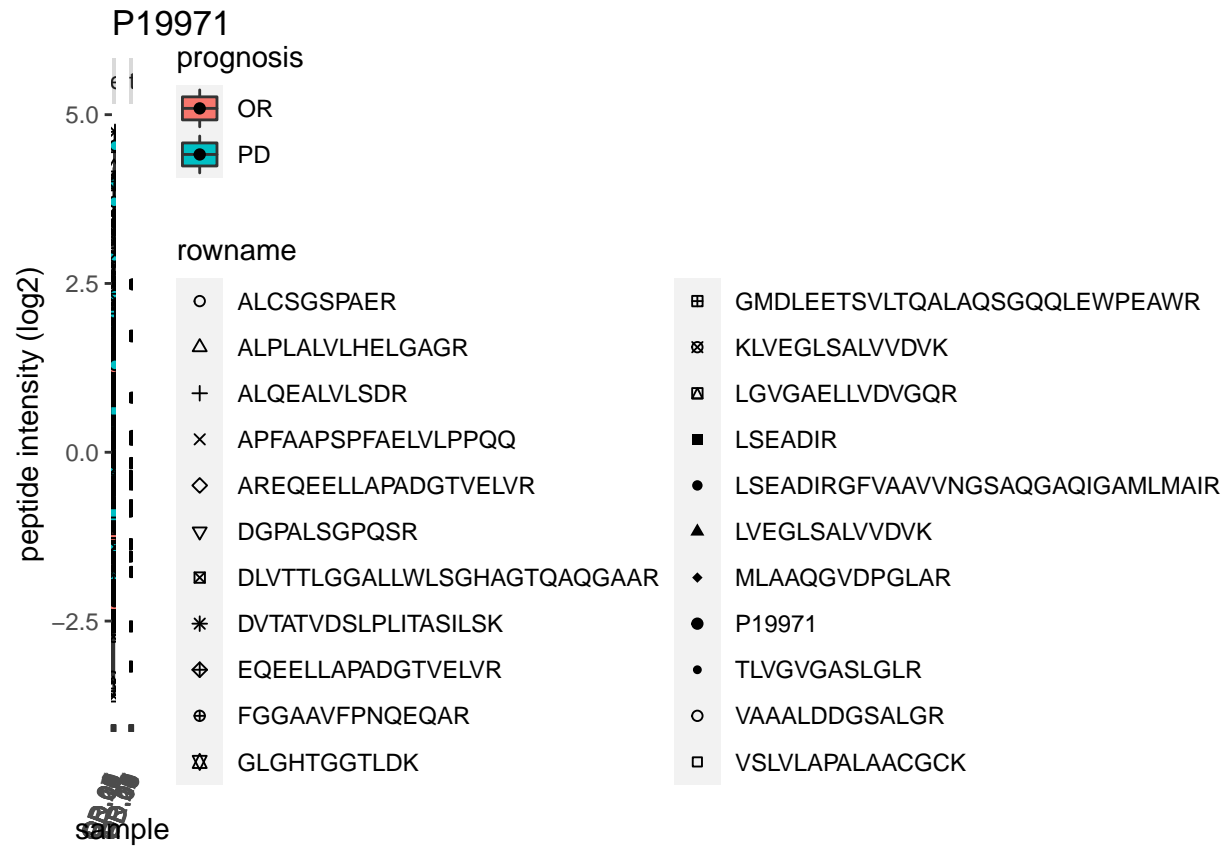 P19971
prognosis
OR
PD
5.0
2.5
0.0
−2.5
peptide intensity (log2)
sample
rowname
ALCSGSPAER
ALPLALVLHELGAGR
ALQEALVLSDR
APFAAPSPFAELVLPPQQ
AREQEELLAPADGTVELVR
DGPALSGPQSR
DLVTTLGGALLWLSGHAGTQAQGAAR
DVTATVDSLPLITASILSK
EQEELLAPADGTVELVR
FGGAAVFPNQEQAR
GLGHTGGTLDK
GMDLEETSVLTQALAQSGQQLEWPEAWR
KLVEGLSALVVDVK
LGVGAELLVDVGQR
LSEADIR
LSEADIRGFVAAVVNGSAQGAQIGAMLMAIR
LVEGLSALVVDVK
MLAAQGVDPGLAR
P19971
TLVGVGASLGLR
VAAALDDGSALGR
VSLVLAPALAACGCK